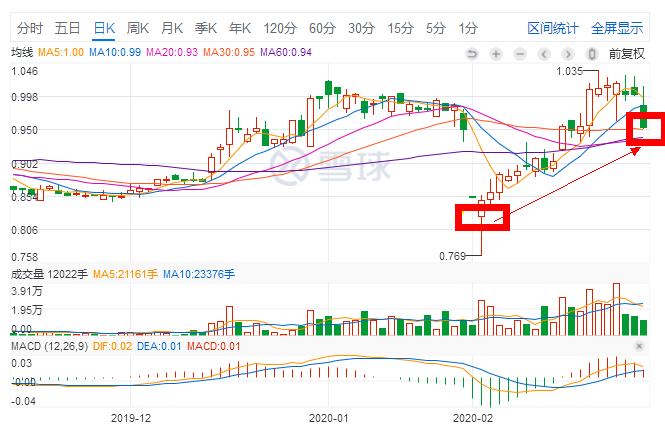 分时 五日 日K 周K 月K 季K 年K 120分 60分 30分 15分 5分 1分 区间统计 全屏显示
均线 MA5:1.00 MA10:0.99 MA20:0.93 MA30:0.95 MA60:0.94 前复权
1.046
1.035
0.998
0.950
0.902
雪球
0.854
0.806
0.769
0.758
成交量 12022手 MA5:21161手 MA10:23376手
3.91万
1.95万
0.00
MACD (12,26,9) DIF:0.02 DEA:0.01 MACD:0.01
0.03
0.00
-0.04
2019-12 2020-01 2020-02